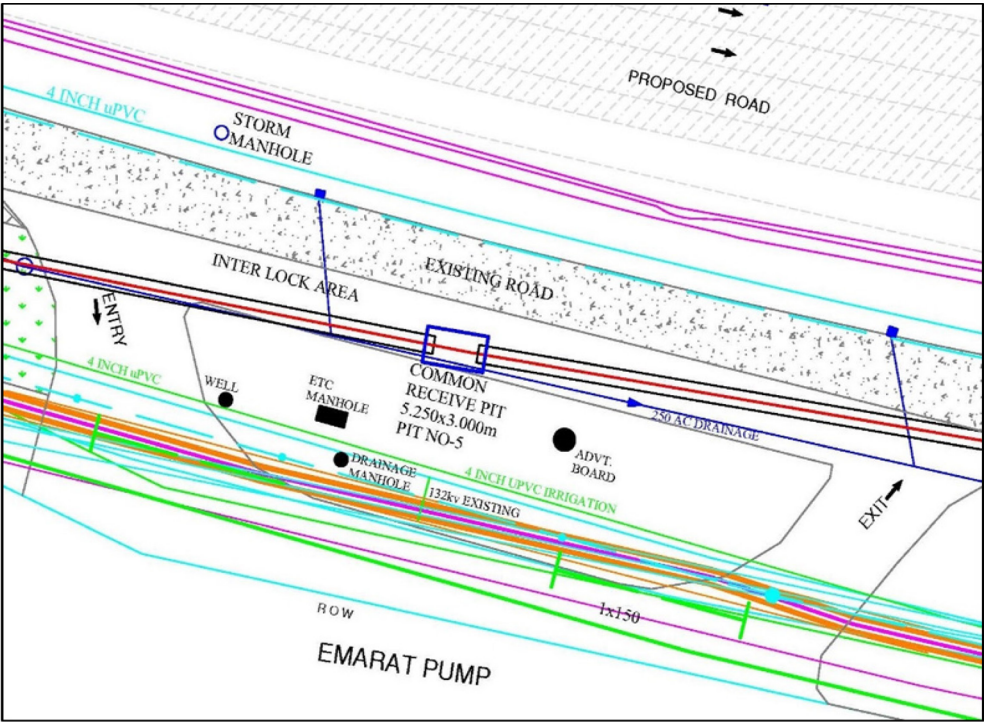 PROPOSED ROAD
4 INCH uPVC
STORM
MANHOLE
EXISTING ROAD
INTER LOCK AREA
ENTRY
4 INCH uPVC
WELL
ETC
MANHOLE
COMMON
RECEIVE PIT
5.250x3.000m
PIT NO-5
250 AC DRAINAGE
ADVT.
BOARD
DRAINAGE
MANHOLE
4 INCH UPVC IRRIGATION
132kv EXISTING
EXIT
1x150
ROW
EMARAT PUMP